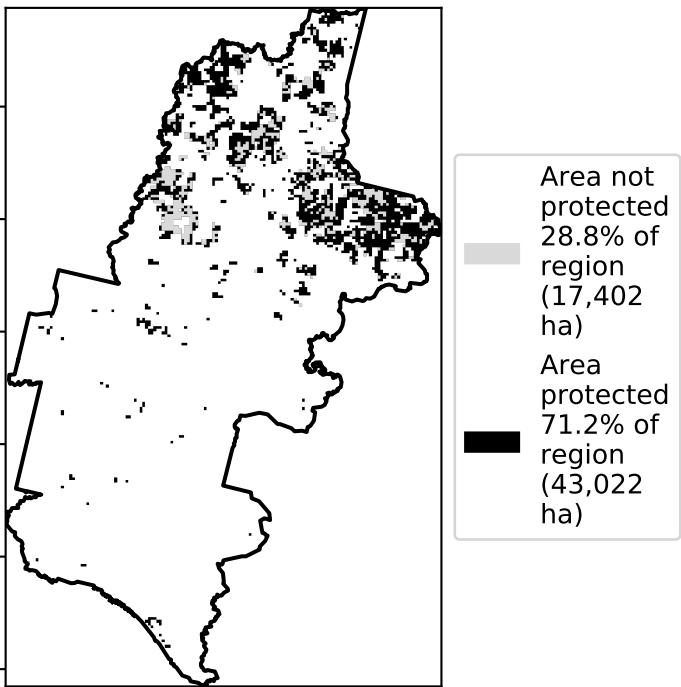 Area not
protected
28.8% of
region
(17,402
ha)
Area
protected
71.2% of
region
(43,022
ha)